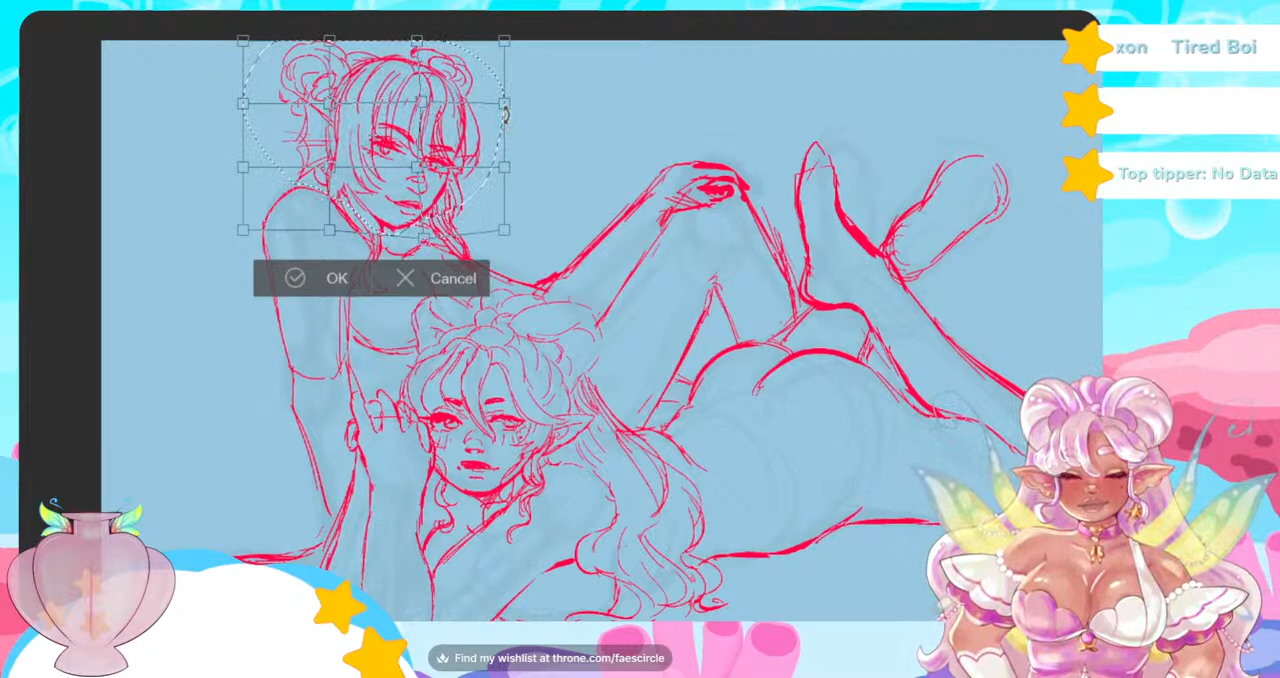 xon Tired Boi
Top tipper: No Data
OK Cancel
Find my wishlist at throne.com/faescircle